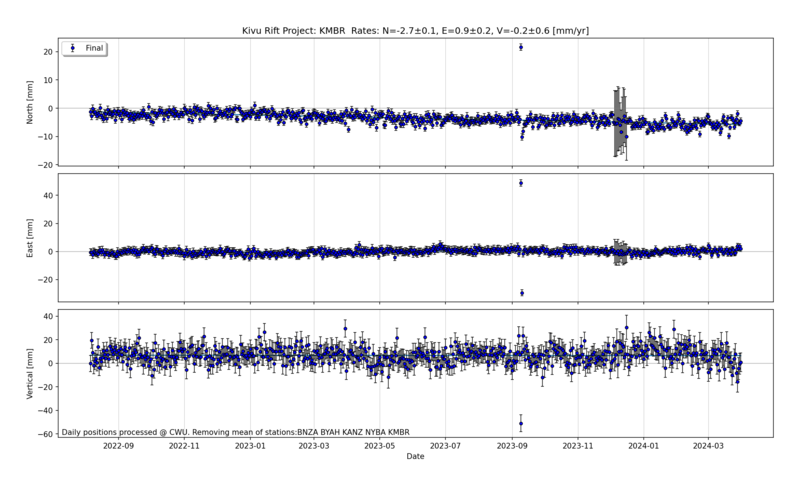 Kivu Rift Project: KMBR  Rates: N=-2.7±0.1, E=0.9±0.2, V=-0.2±0.6 [mm/yr]
Final
North [mm]
20
10
0
−10
−20
East [mm]
40
20
0
−20
Vertical [mm]
40
20
0
−20
−40
−60
Daily positions processed @ CWU. Removing mean of stations:BNZA BYAH KANZ NYBA KMBR
2022-09 2022-11 2023-01 2023-03 2023-05 2023-07 2023-09 2023-11 2024-01 2024-03
Date